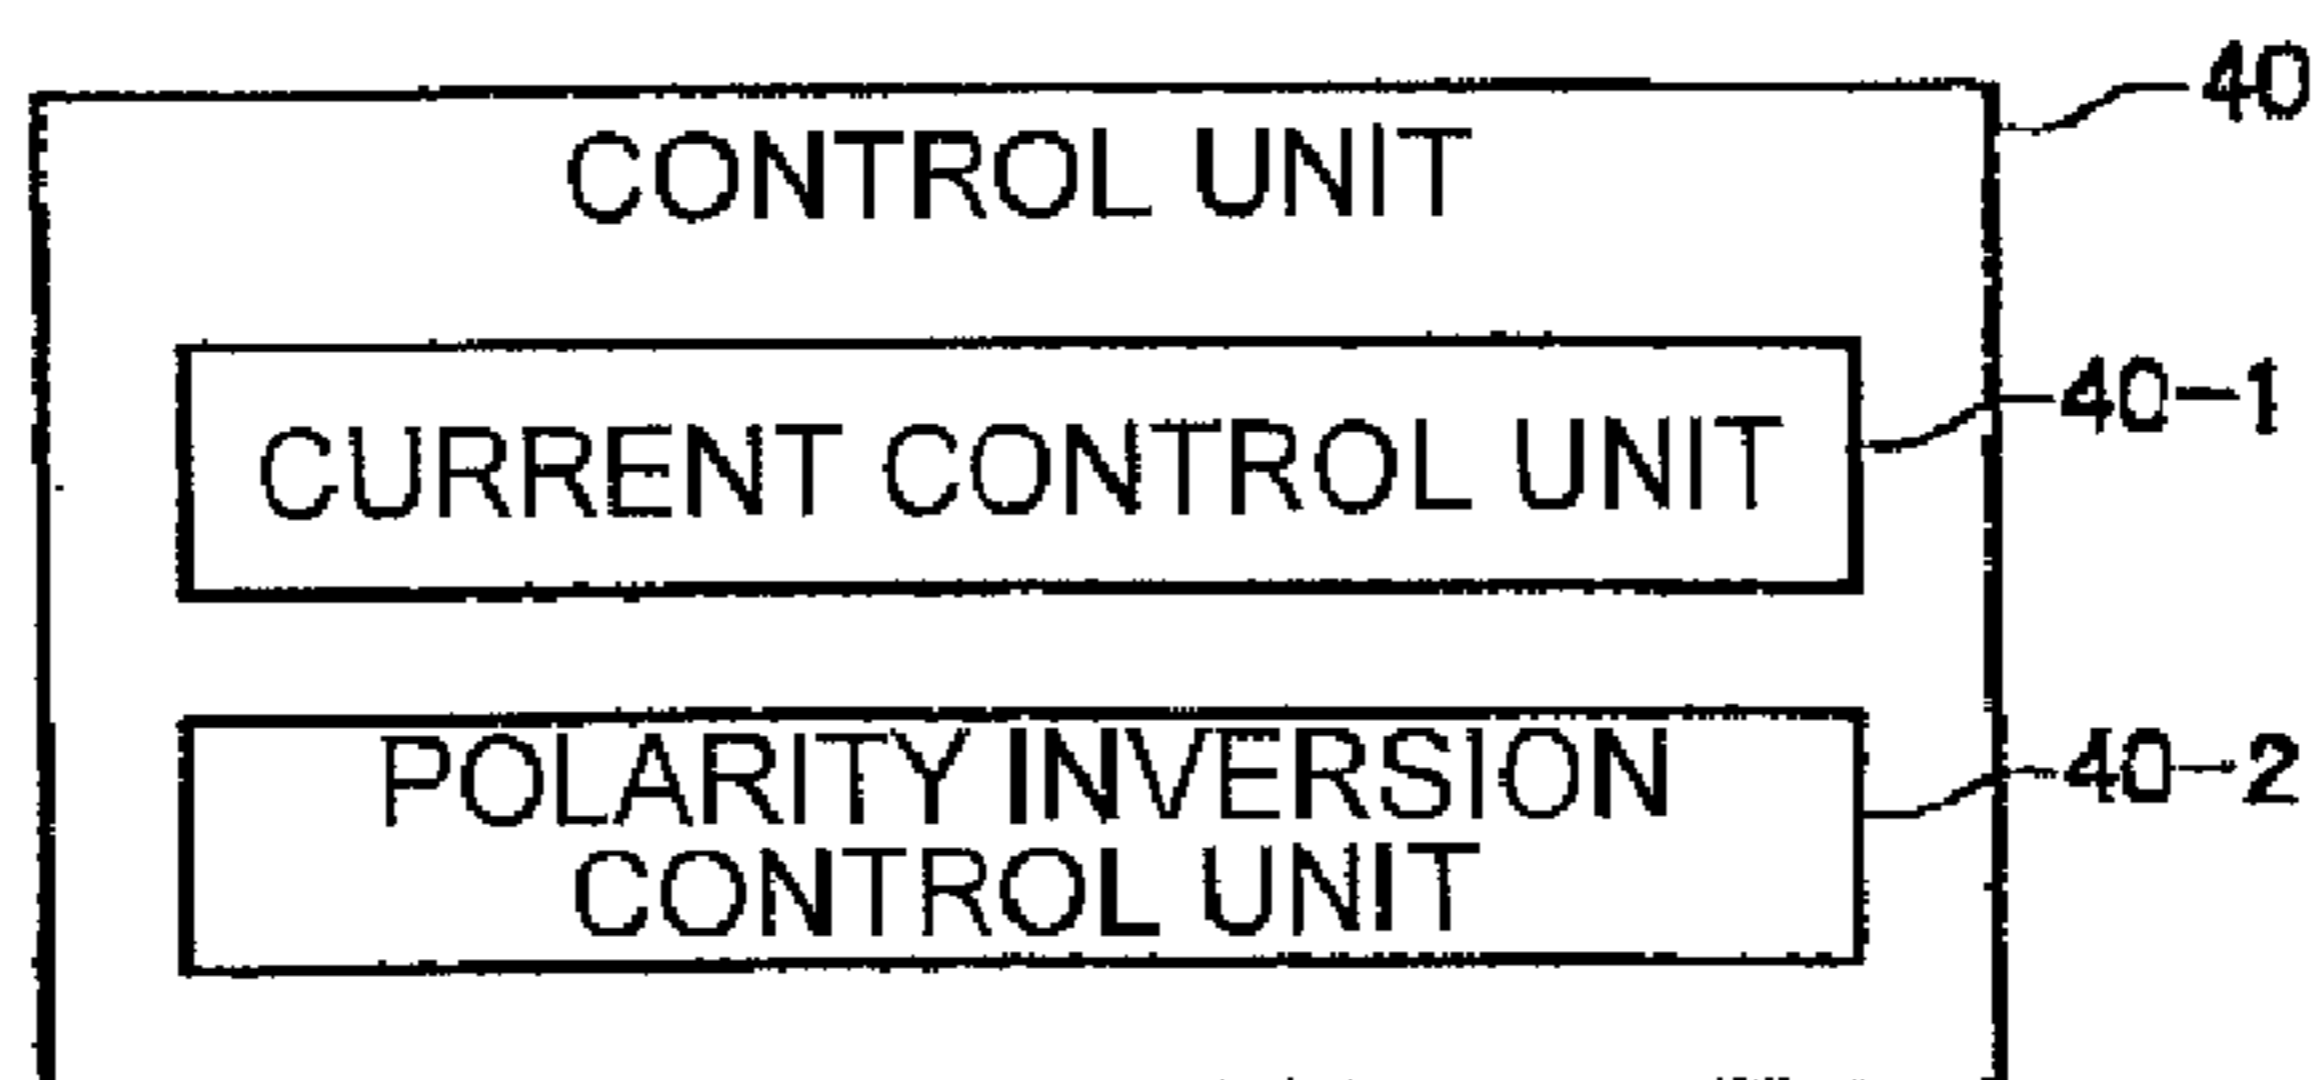 40
CONTROL UNIT
40-1
CURRENT CONTROL UNIT
40-2
POLARITY INVERSION
CONTROL UNIT